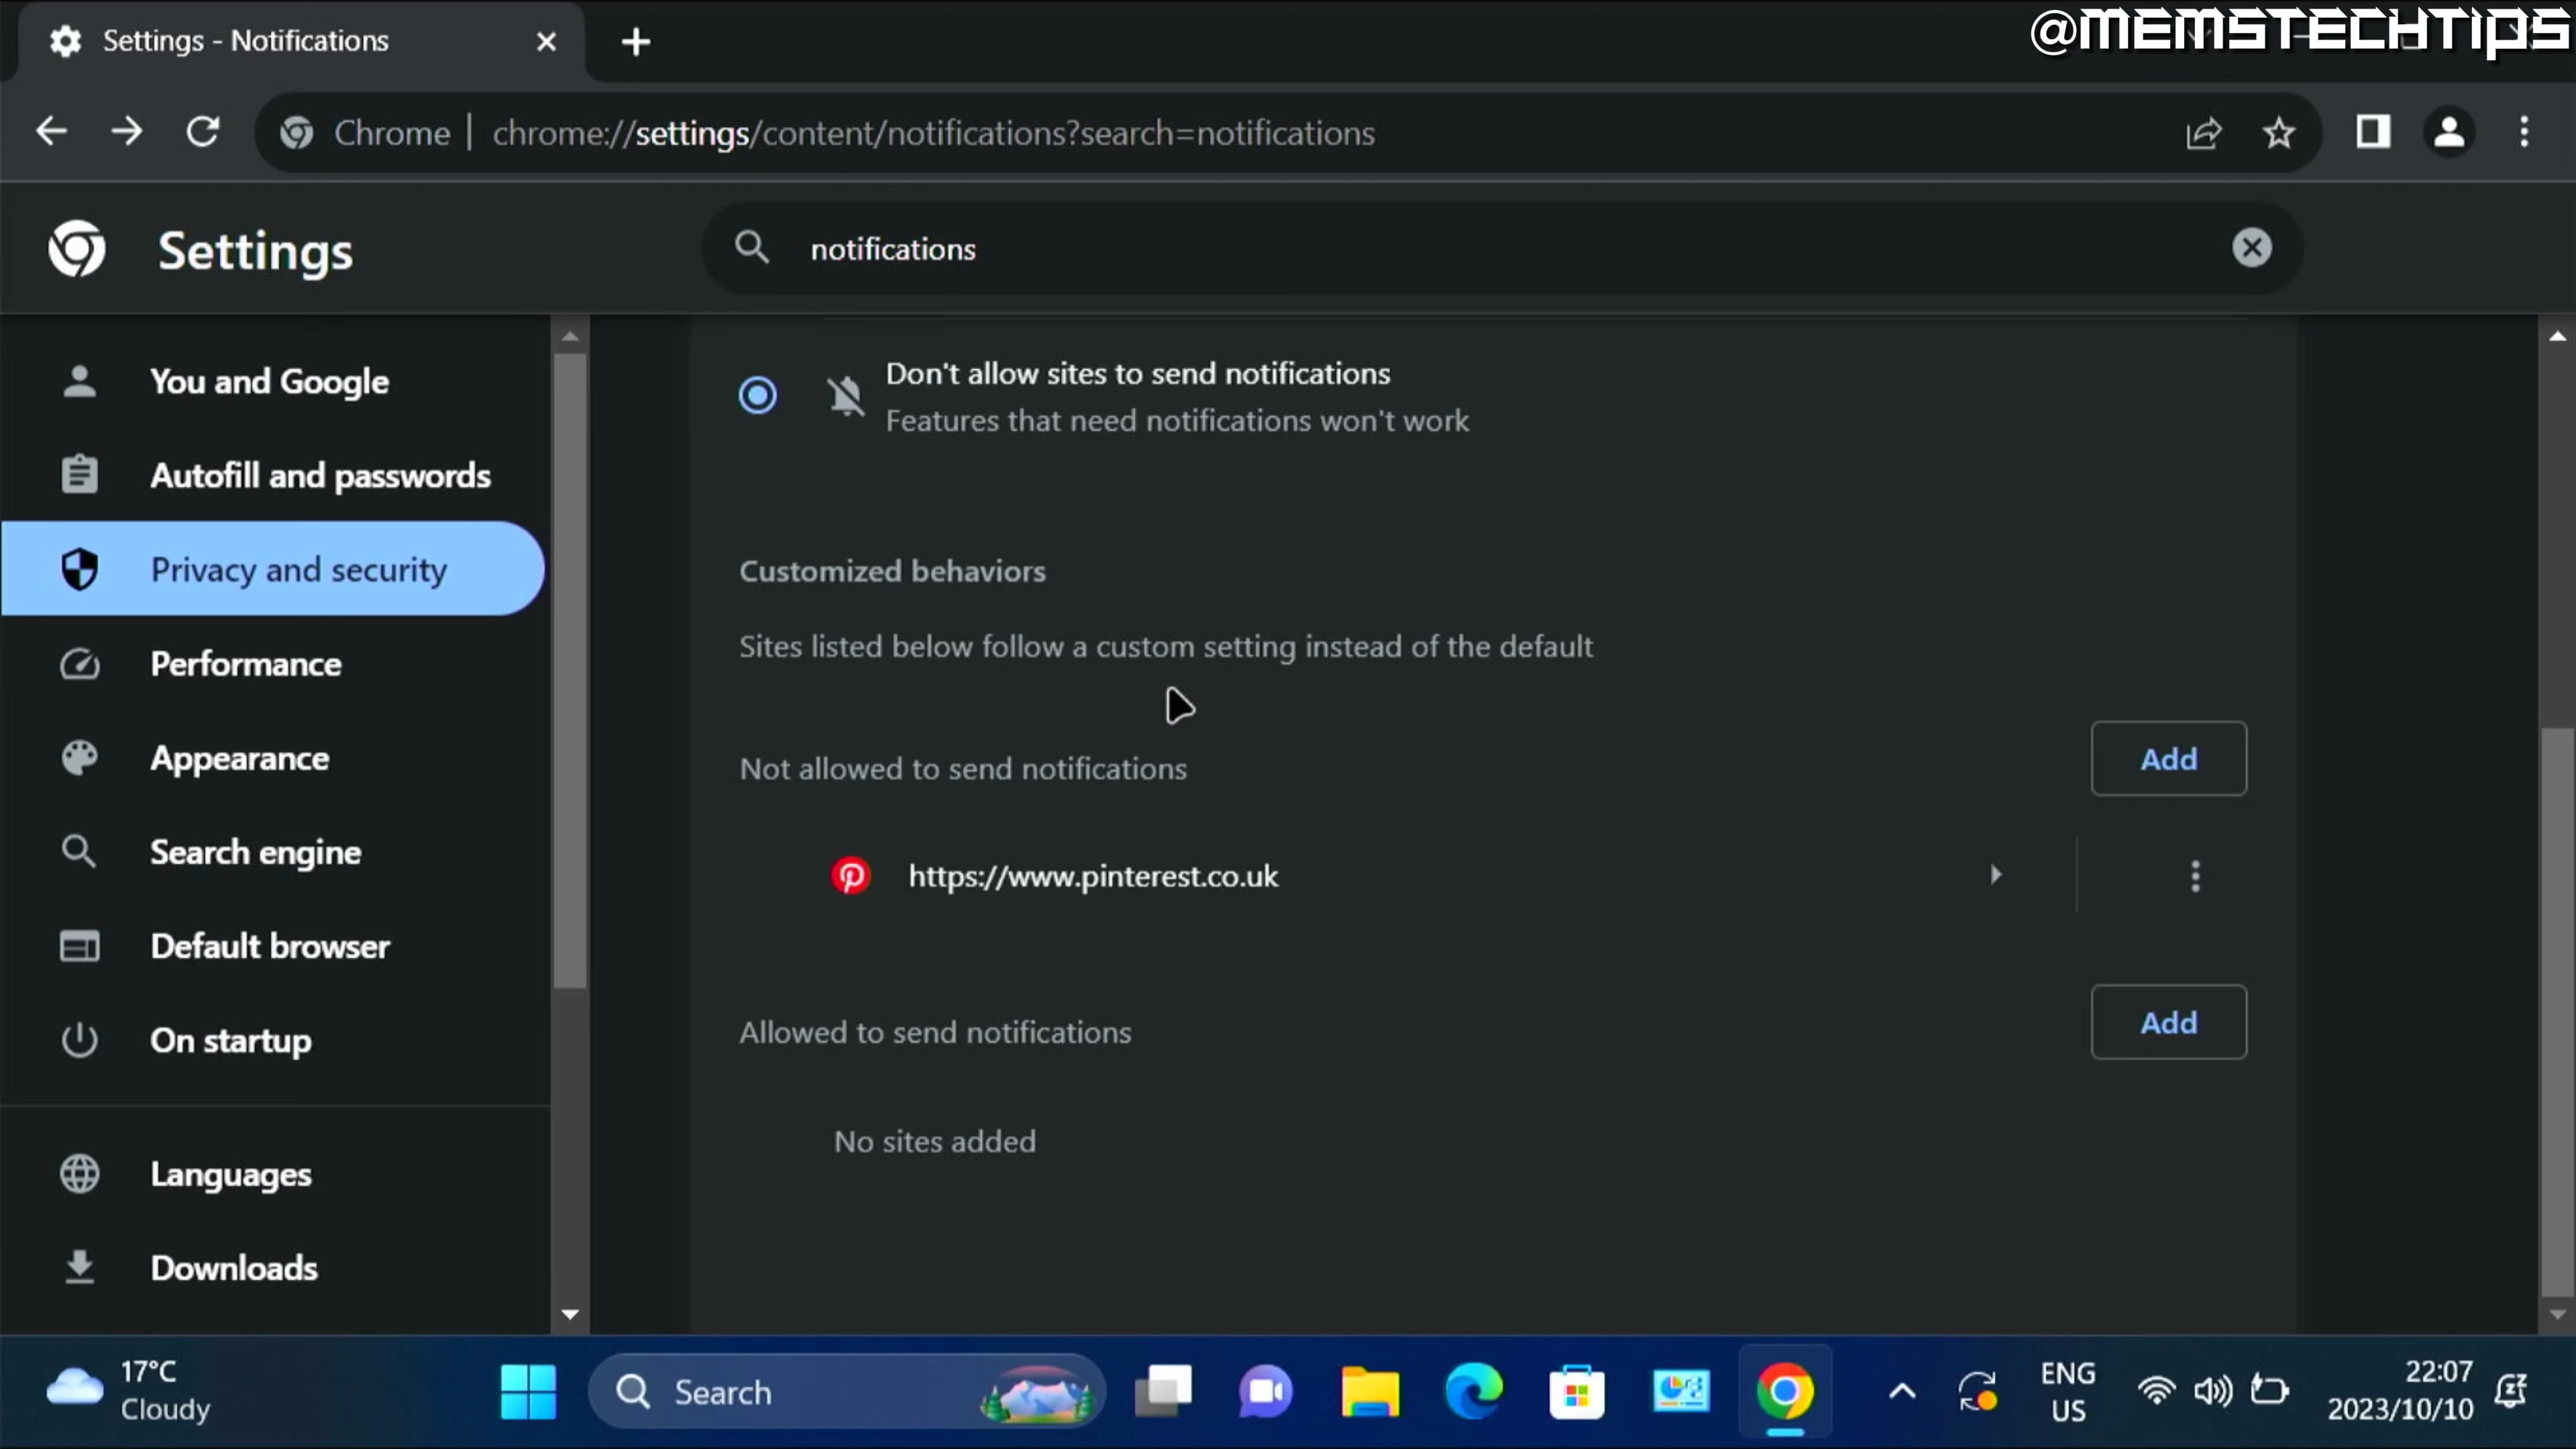 Settings - Notifications
@MEMSTECHTIPS
Chrome | chrome://settings/content/notifications?search=notifications
Settings
notifications
You and Google
Autofill and passwords
Privacy and security
Performance
Appearance
Search engine
Default browser
On startup
Languages
Downloads
Don't allow sites to send notifications
Features that need notifications won't work
Customized behaviors
Sites listed below follow a custom setting instead of the default
Not allowed to send notifications
Add
https://www.pinterest.co.uk
Allowed to send notifications
Add
No sites added
17°C
Cloudy
Search
ENG
US
22:07
2023/10/10